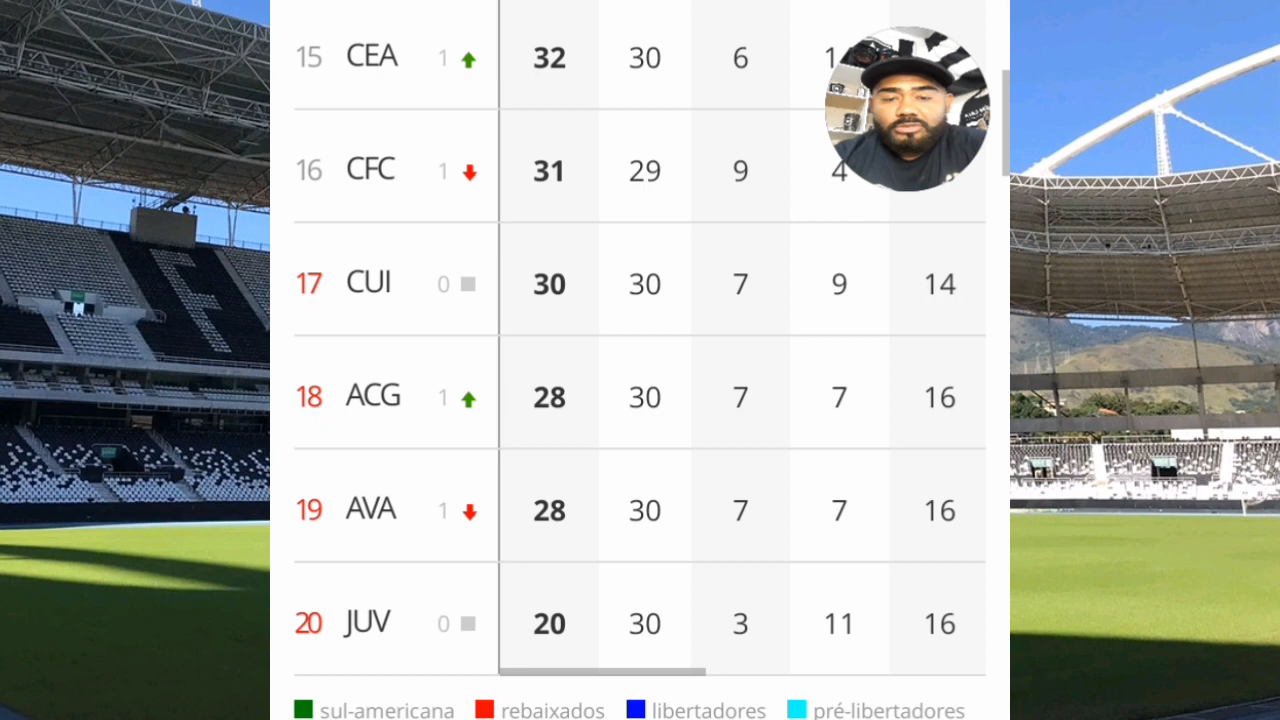 15 CEA 1 32 30 6 1
16 CFC 1 31 29 9 4
17 CUI 0 30 30 7 9 14
18 ACG 1 28 30 7 7 16
19 AVA 1 28 30 7 7 16
20 JUV 0 20 30 3 11 16
sul-americana rebaixados libertadores pré-libertadores